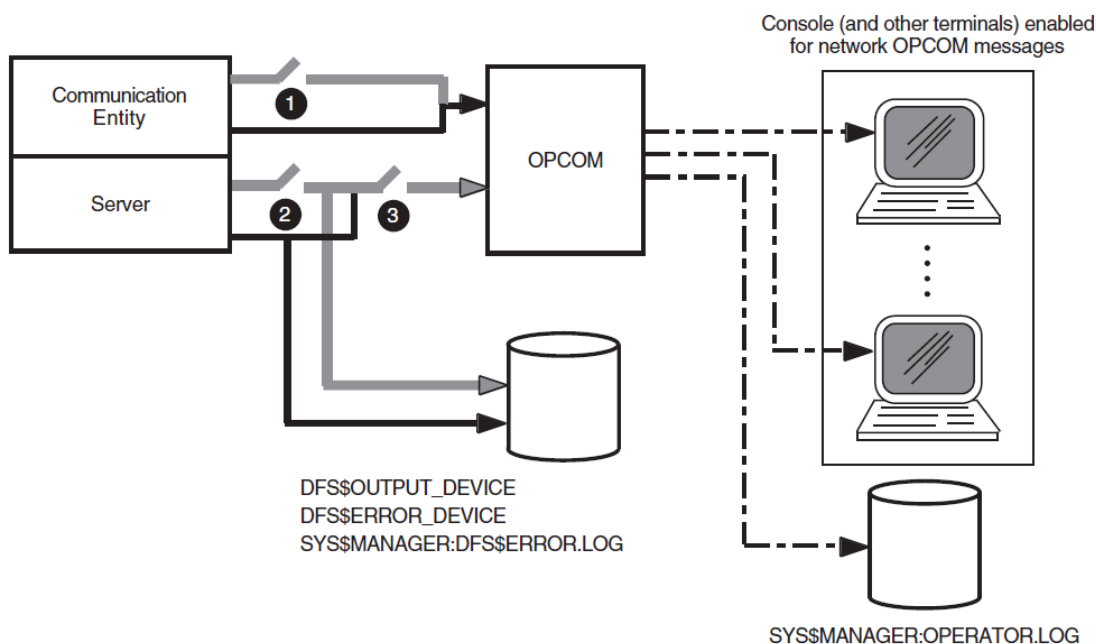 Console (and other terminals) enabled
for network OPCOM messages
Communication
Entity
1
OPCOM
Server
2
3
DFS$OUTPUT_DEVICE
DFS$ERROR_DEVICE
SYS$MANAGER:DFS$ERROR.LOG
SYS$MANAGER:OPERATOR.LOG